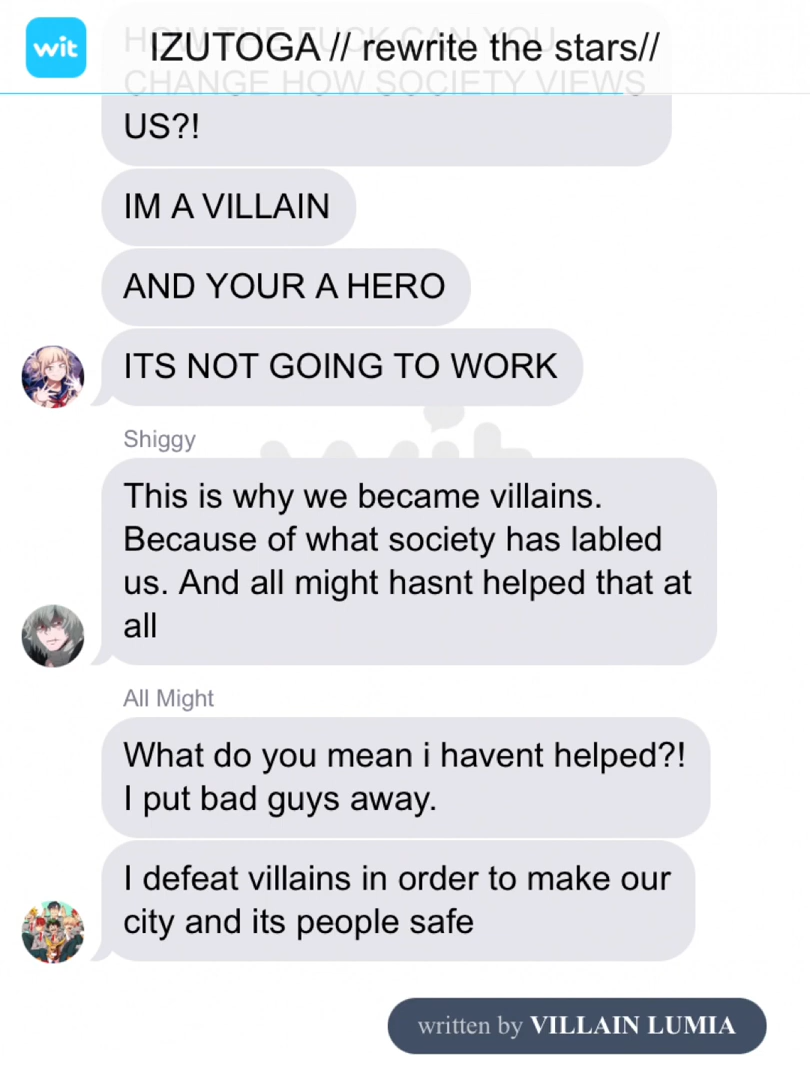 wit
IZUTOGA // rewrite the stars//
HOW THE FUCK CAN YOU
CHANGE HOW SOCIETY VIEWS
US?!
IM A VILLAIN
AND YOUR A HERO
ITS NOT GOING TO WORK
Shiggy
This is why we became villains.
Because of what society has labled
us. And all might hasnt helped that at
all
All Might
What do you mean i havent helped?!
I put bad guys away.
I defeat villains in order to make our
city and its people safe
written by VILLAIN LUMIA